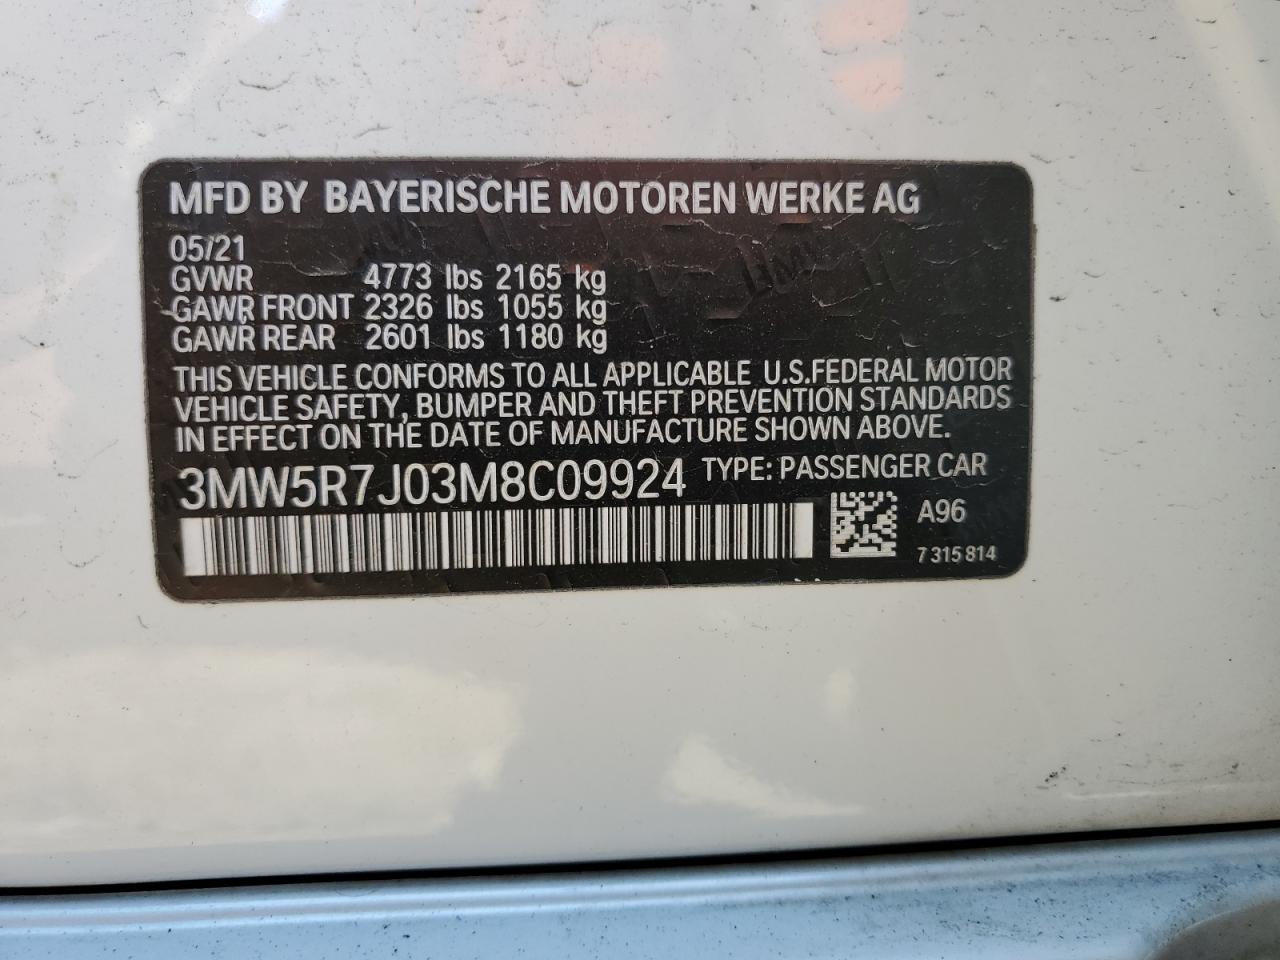 MFD BY BAYERISCHE MOTOREN WERKE AG
05/21
GVWR 4773 lbs 2165 kg
GAWR FRONT 2326 lbs 1055 kg
GAWR REAR 2601 lbs 1180 kg
THIS VEHICLE CONFORMS TO ALL APPLICABLE U.S.FEDERAL MOTOR
VEHICLE SAFETY, BUMPER AND THEFT PREVENTION STANDARDS
IN EFFECT ON THE DATE OF MANUFACTURE SHOWN ABOVE.
3MW5R7J03M8C09924 TYPE: PASSENGER CAR
A96
7 315 814